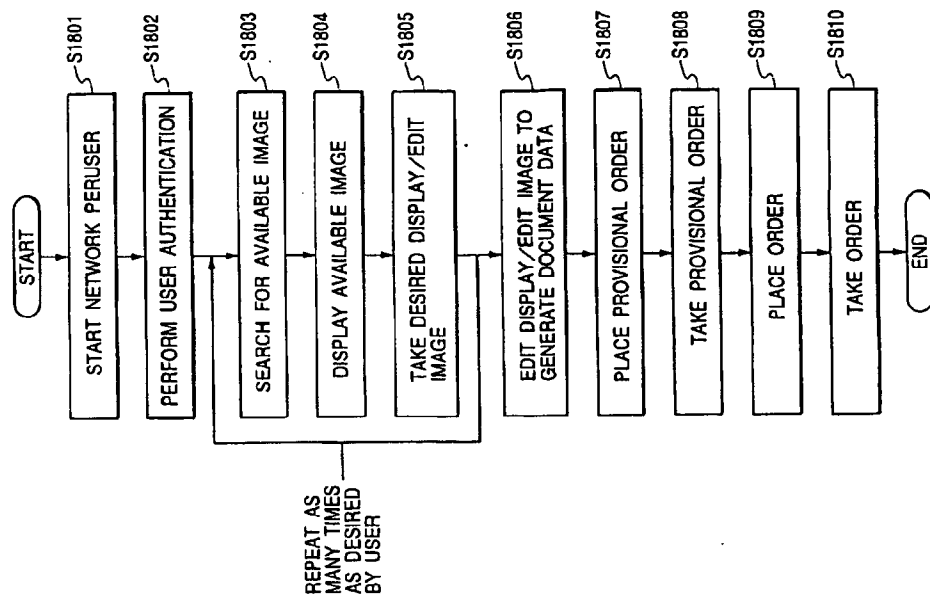 START
START NETWORK PERUSER
S1801
PERFORM USER AUTHENTICATION
S1802
SEARCH FOR AVAILABLE IMAGE
S1803
DISPLAY AVAILABLE IMAGE
S1804
TAKE DESIRED DISPLAY/EDIT
IMAGE
S1805
REPEAT AS
MANY TIMES
AS DESIRED
BY USER
EDIT DISPLAY/EDIT IMAGE TO
GENERATE DOCUMENT DATA
S1806
PLACE PROVISIONAL ORDER
S1807
TAKE PROVISIONAL ORDER
S1808
PLACE ORDER
S1809
TAKE ORDER
S1810
END